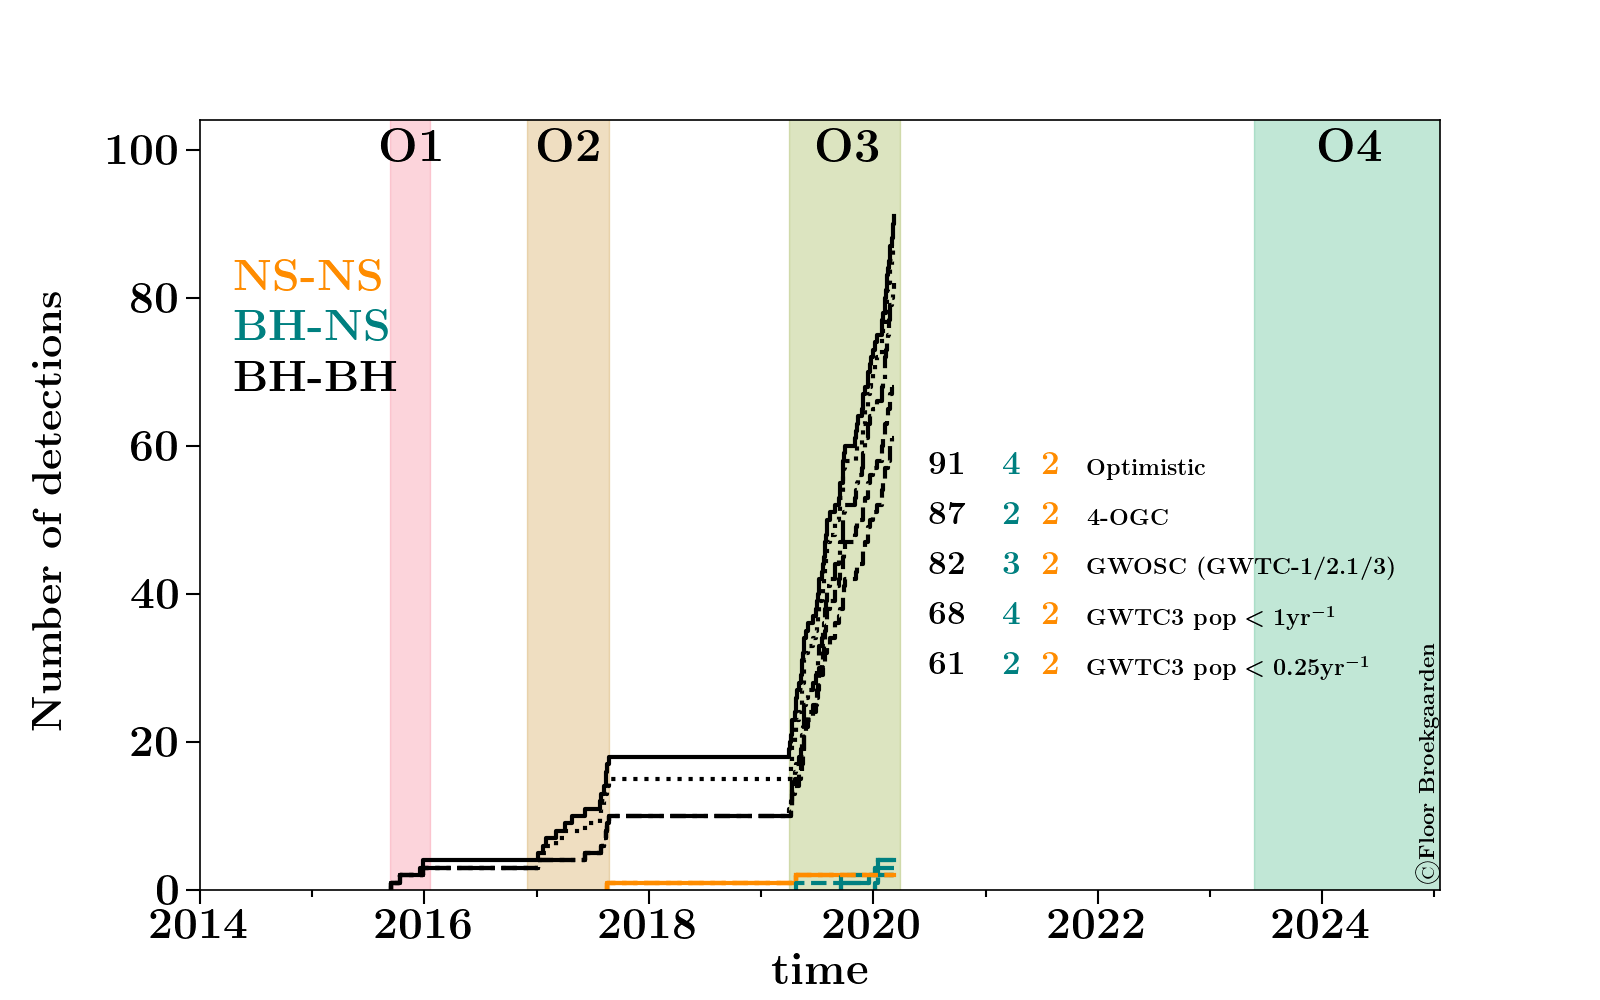 100
O1 O2 O3 O4
NS-NS
80
BH-NS
BH-BH
Number of detections
60
91 4 2 Optimistic
87 2 2 4-OGC
82 3 2 GWOSC (GWTC-1/2.1/3)
40
68 4 2 GWTC3 pop < 1yr⁻¹
61 2 2 GWTC3 pop < 0.25yr⁻¹
20
©Floor Broekgaarden
0
2014 2016 2018 2020 2022 2024
time